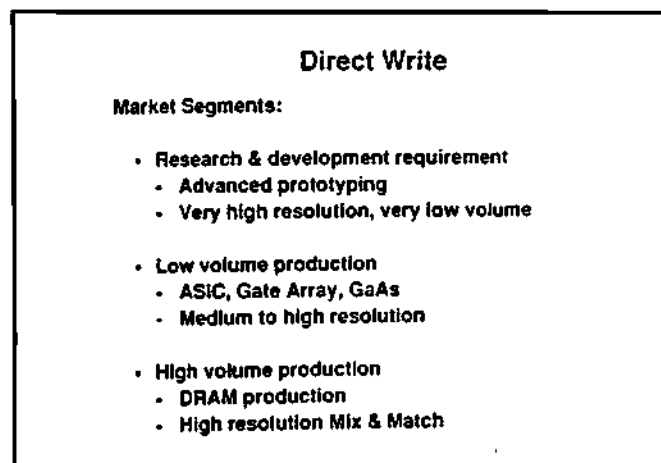 Direct Write
Market Segments:
• Research & development requirement
- Advanced prototyping
- Very high resolution, very low volume
• Low volume production
- ASIC, Gate Array, GaAs
- Medium to high resolution
• High volume production
- DRAM production
- High resolution Mix & Match